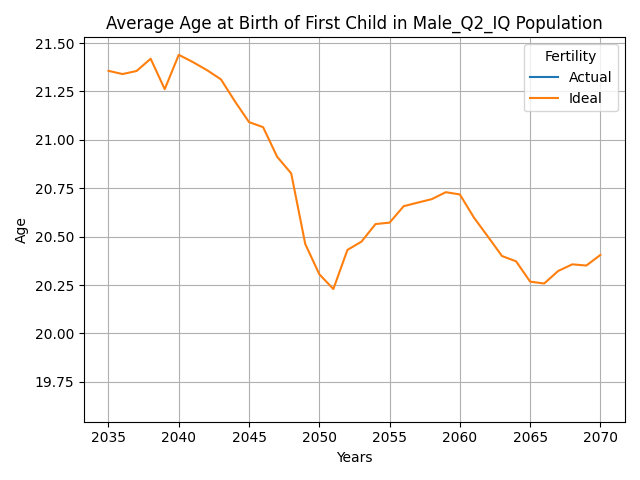 Average Age at Birth of First Child in Male_Q2_IQ Population
21.50
21.25
21.00
20.75
20.50
20.25
20.00
19.75
Age
Fertility
Actual
Ideal
2035 2040 2045 2050 2055 2060 2065 2070
Years